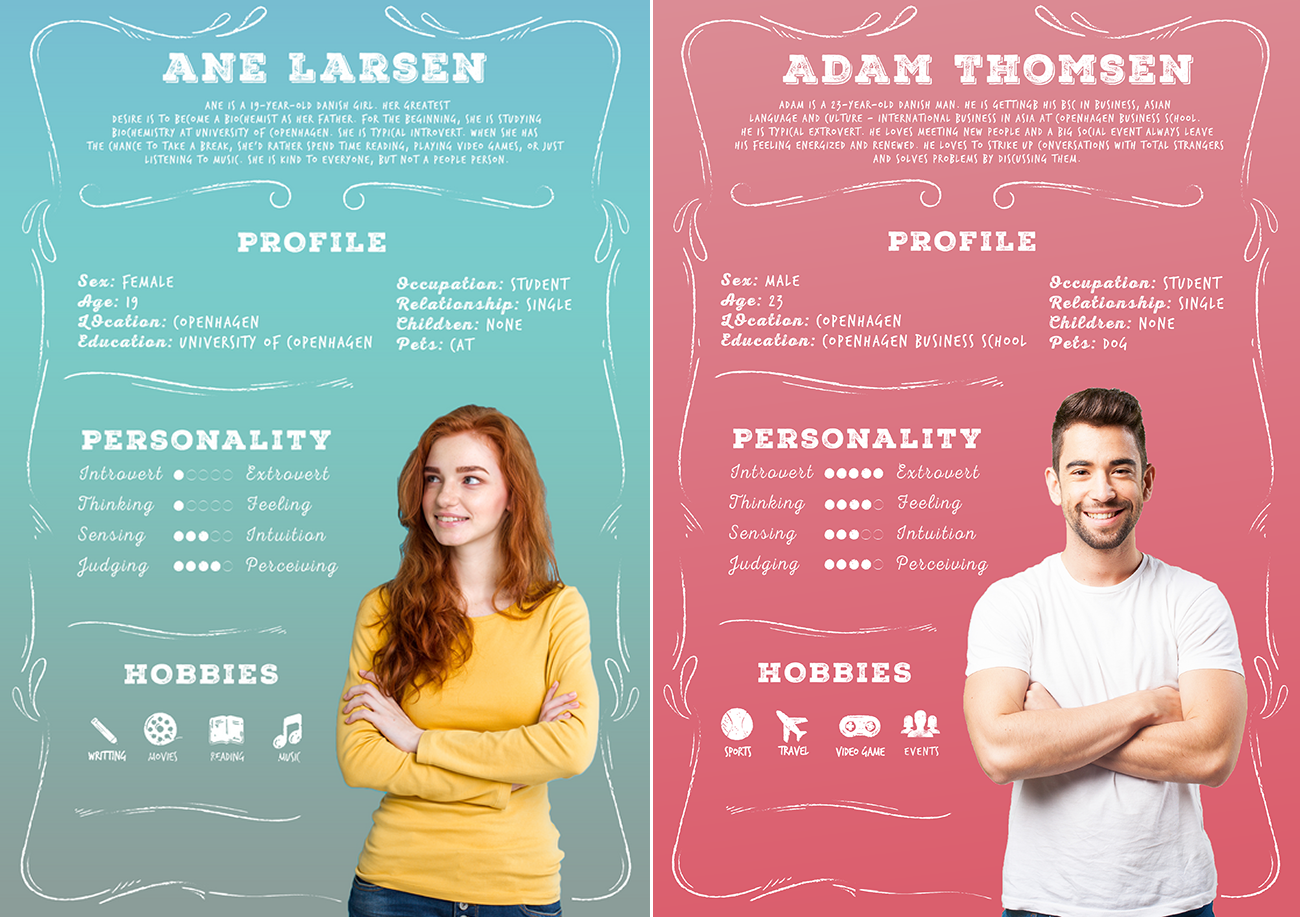 ANE LARSEN
ANE IS A 19-YEAR-OLD DANISH GIRL. HER GREATEST
DESIRE IS TO BECOME A BIOCHEMIST AS HER FATHER. FOR THE BEGINNING, SHE IS STUDYING
BIOCHEMISTRY AT UNIVERSITY OF COPENHAGEN. SHE IS TYPICAL INTROVERT. WHEN SHE HAS
THE CHANCE TO TAKE A BREAK, SHE'D RATHER SPEND TIME READING, PLAYING VIDEO GAMES, OR JUST
LISTENING TO MUSIC. SHE IS KIND TO EVERYONE, BUT NOT A PEOPLE PERSON.
PROFILE
Sex: FEMALE
Age: 19
LOcation: COPENHAGEN
Education: UNIVERSITY OF COPENHAGEN
Occupation: STUDENT
Relationship: SINGLE
Children: NONE
Pets: CAT
PERSONALITY
Introvert Extrovert
Thinking Feeling
Sensing Intuition
Judging Perceiving
HOBBIES
WRITTING MOVIES READING MUSIC
ADAM THOMSEN
ADAM IS A 23-YEAR-OLD DANISH MAN. HE IS GETTINGB HIS BSC IN BUSINESS, ASIAN
LANGUAGE AND CULTURE - INTERNATIONAL BUSINESS IN ASIA AT COPENHAGEN BUSINESS SCHOOL.
HE IS TYPICAL EXTROVERT. HE LOVES MEETING NEW PEOPLE AND A BIG SOCIAL EVENT ALWAYS LEAVE
HIS FEELING ENERGIZED AND RENEWED. HE LOVES TO STRIKE UP CONVERSATIONS WITH TOTAL STRANGERS
AND SOLVES PROBLEMS BY DISCUSSING THEM.
PROFILE
Sex: MALE
Age: 23
LOcation: COPENHAGEN
Education: COPENHAGEN BUSINESS SCHOOL
Occupation: STUDENT
Relationship: SINGLE
Children: NONE
Pets: DOG
PERSONALITY
Introvert Extrovert
Thinking Feeling
Sensing Intuition
Judging Perceiving
HOBBIES
SPORTS TRAVEL VIDEO GAME EVENTS